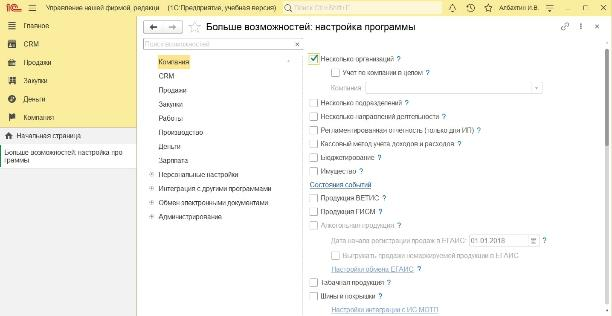 Управление нашей фирмой, редакци (1С:Предприятие, учебная версия)
Поиск Ctrl+Shift+F
Албахтин И.В.
Главное
CRM
Продажи
Закупки
Деньги
Компания
Начальная страница
Больше возможностей: настройка про
граммы
Больше возможностей: настройка программы
Поиск возможностей
Компания
CRM
Продажи
Закупки
Работы
Производство
Деньги
Зарплата
Персональные настройки
Интеграция с другими программами
Обмен электронными документами
Администрирование
Несколько организаций ?
Учет по компании в целом ?
Компания:
Несколько подразделений ?
Несколько направлений деятельности ?
Регламентированная отчетность (только для ИП) ?
Кассовый метод учета доходов и расходов ?
Бюджетирование ?
Имущество ?
Состояния событий
Продукция ВЕТИС ?
Продукция ГИСМ ?
Алкогольная продукция ?
Дата начала регистрации продаж в ЕГАИС: 01.01.2018 ?
Выгружать продажи немаркируемой продукции в ЕГАИС
Настройки обмена ЕГАИС ?
Табачная продукция ?
Шины и покрышки ?
Настройки интеграции с ИС МОТП